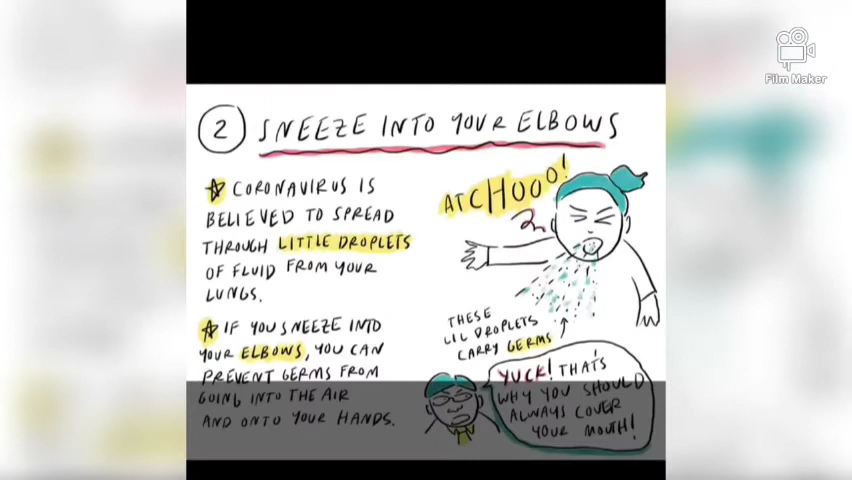 Film Maker
2 SNEEZE INTO YOUR ELBOWS
CORONAVIRUS IS
BELIEVED TO SPREAD
THROUGH LITTLE DROPLETS
OF FLUID FROM YOUR
LUNGS.
IF YOU SNEEZE INTO
YOUR ELBOWS, YOU CAN
PREVENT GERMS FROM
GOING INTO THE AIR
AND ONTO YOUR HANDS.
ATCHOOO!
THESE
LIL DROPLETS
CARRY GERMS
YUCK! THAT'S
WHY YOU SHOULD
ALWAYS COVER
YOUR MOUTH!